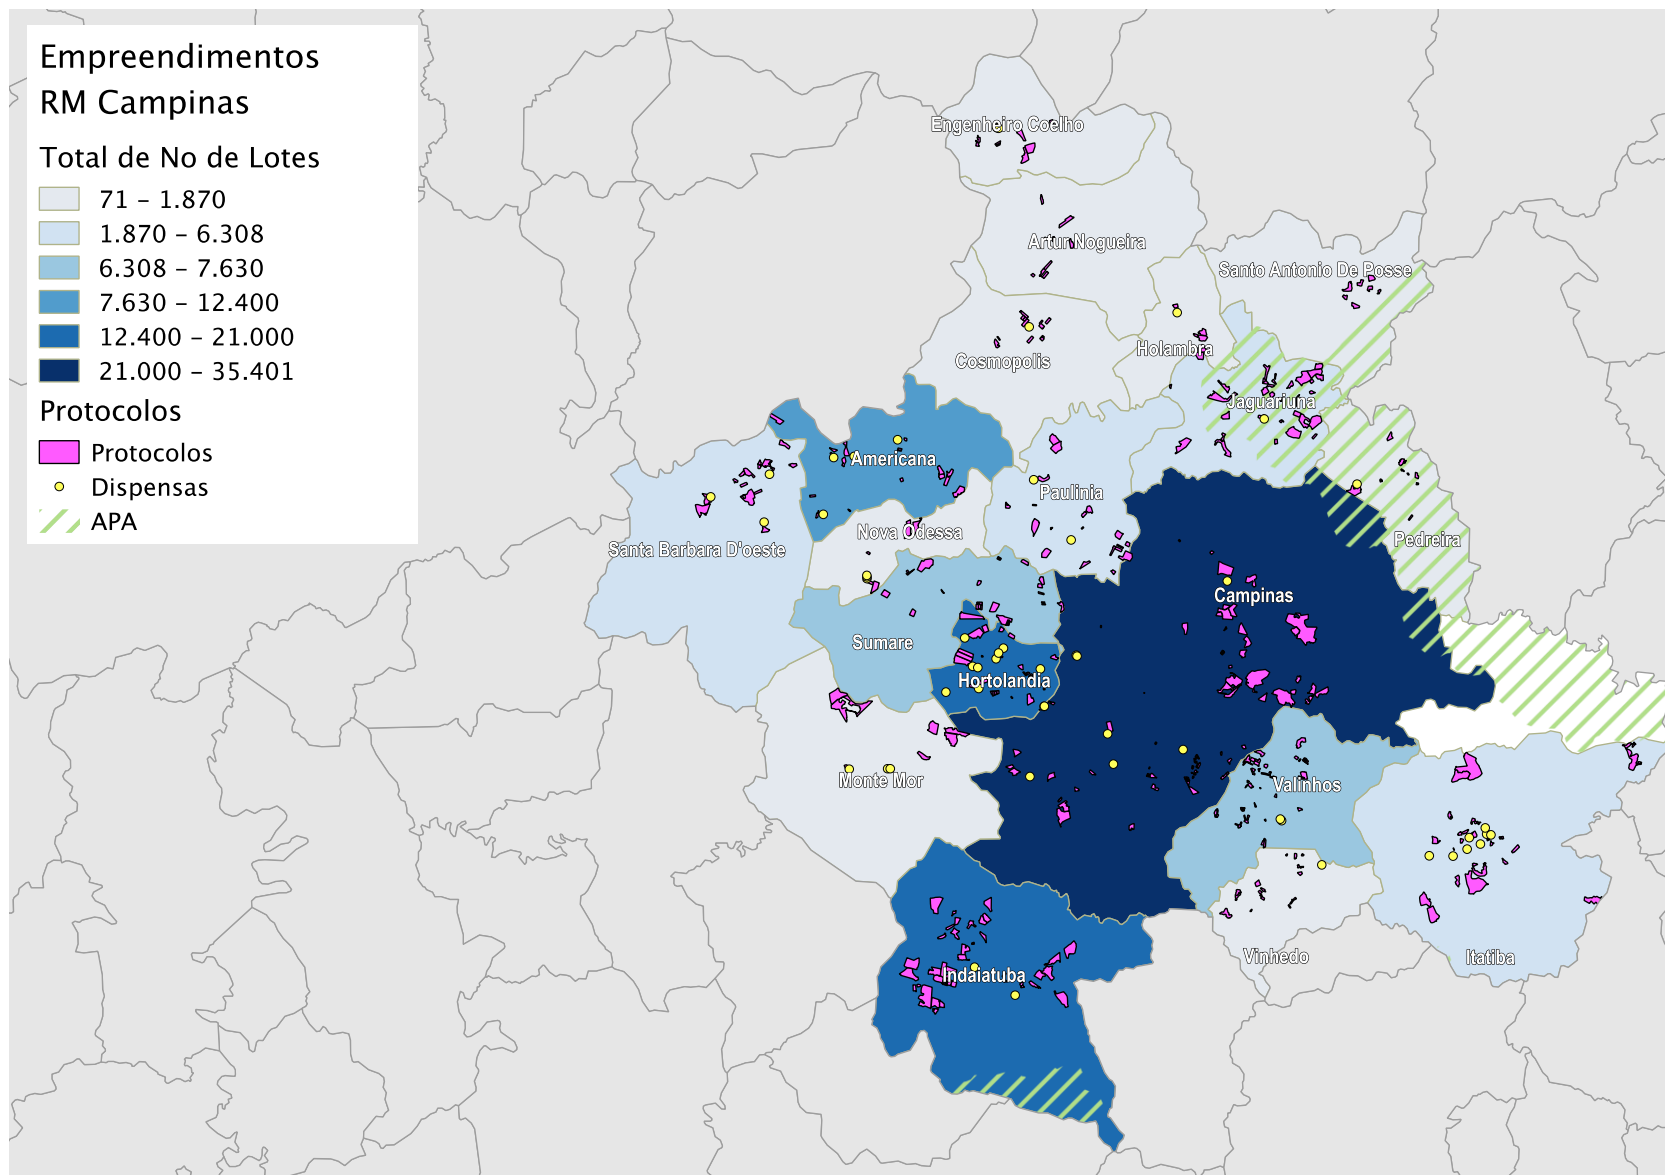 Empreendimentos
RM Campinas
Total de No de Lotes
71 – 1.870
1.870 – 6.308
6.308 – 7.630
7.630 – 12.400
12.400 – 21.000
21.000 – 35.401
Protocolos
Protocolos
Dispensas
APA
Engenheiro Coelho
Artur Nogueira
Santo Antonio De Posse
Holambra
Cosmopolis
Jaguariuna
Americana
Paulinia
Nova Odessa
Pedreira
Santa Barbara D'oeste
Campinas
Sumare
Hortolandia
Monte Mor
Valinhos
Vinhedo
Itatiba
Indaiatuba